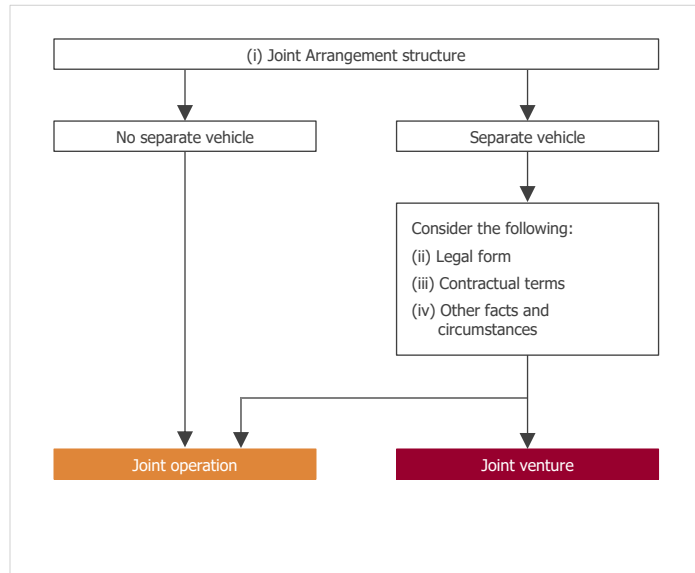 (i) Joint Arrangement structure
No separate vehicle
Separate vehicle
Consider the following:
(ii) Legal form
(iii) Contractual terms
(iv) Other facts and
circumstances
Joint operation
Joint venture